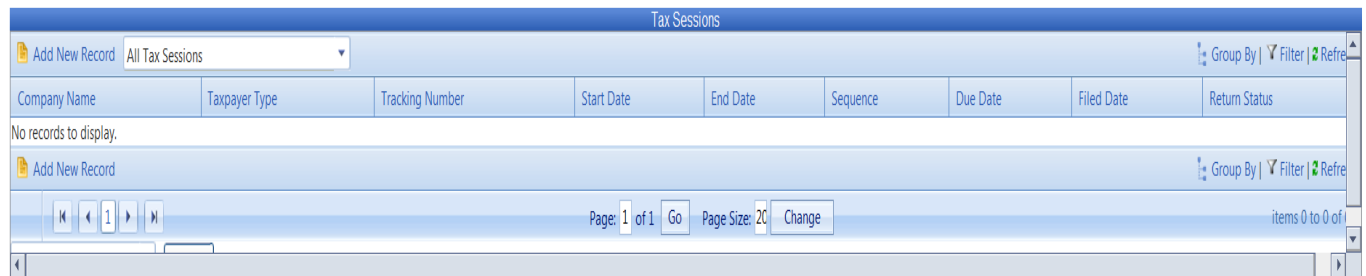 Tax Sessions
Add New Record All Tax Sessions Group By | Filter | Refre
Company Name Taxpayer Type Tracking Number Start Date End Date Sequence Due Date Filed Date Return Status
No records to display.
Add New Record Group By | Filter | Refre
1 Page: 1 of 1 Go Page Size: 20 Change items 0 to 0 of